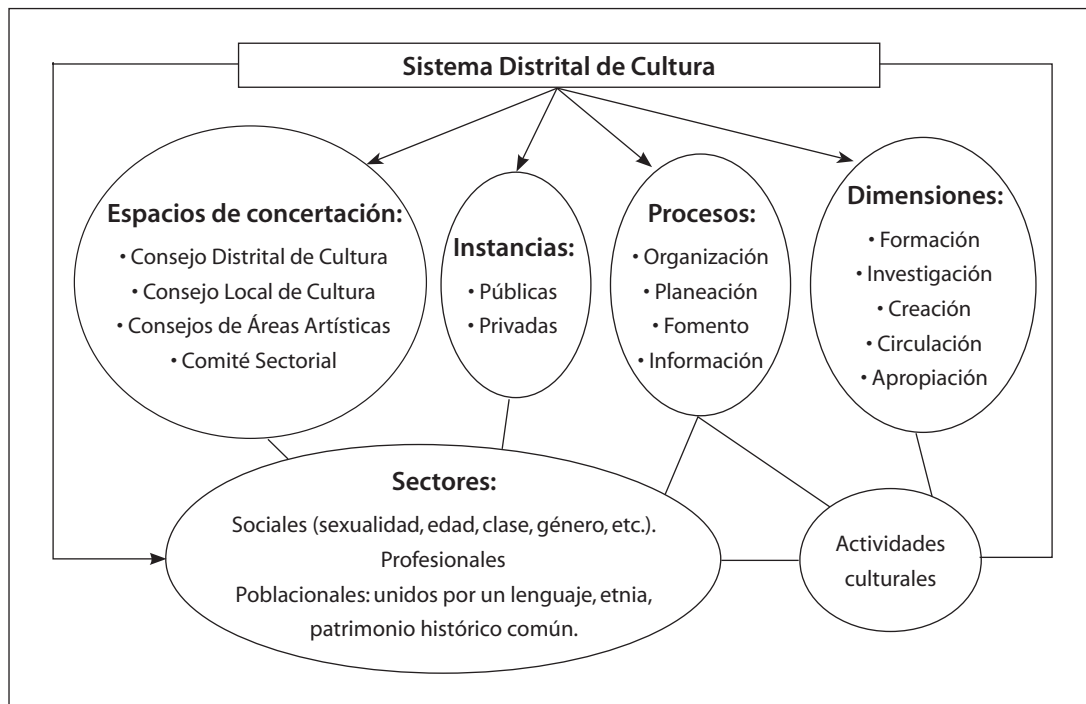 Sistema Distrital de Cultura
Espacios de concertación:
• Consejo Distrital de Cultura
• Consejo Local de Cultura
• Consejos de Áreas Artísticas
• Comité Sectorial
Instancias:
• Públicas
• Privadas
Procesos:
• Organización
• Planeación
• Fomento
• Información
Dimensiones:
• Formación
• Investigación
• Creación
• Circulación
• Apropiación
Sectores:
Sociales (sexualidad, edad, clase, género, etc.).
Profesionales
Poblacionales: unidos por un lenguaje, etnia,
patrimonio histórico común.
Actividades
culturales